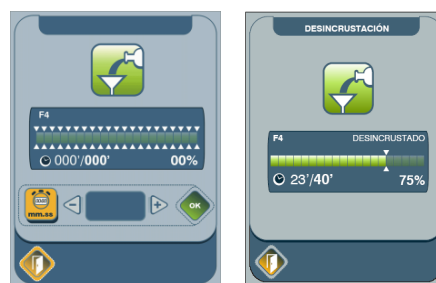 F4
000'/000' 00%
mm.ss
OK
DESINCRUSTACIÓN
F4 DESINCRUSTADO
23'/40' 75%